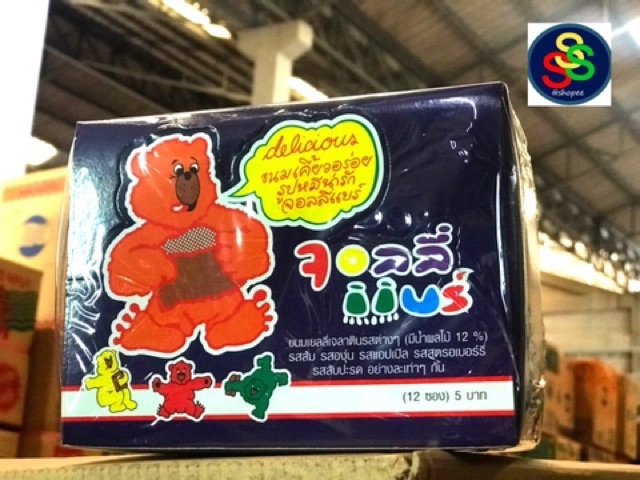 SSS
@shopee
delicious
ขนมเคี้ยวอร่อย
รูปหมีน่ารัก
จอลลี่แบร์
จอลลี่
แบร์
ขนมเยลลี่เจลาตินรสต่างๆ (มีน้ำผลไม้ 12 %)
รสส้ม รสองุ่น รสแอปเปิล รสสตรอเบอร์รี่
รสสับปะรด อย่างละเท่าๆ กัน
(12 ซอง) 5 บาท